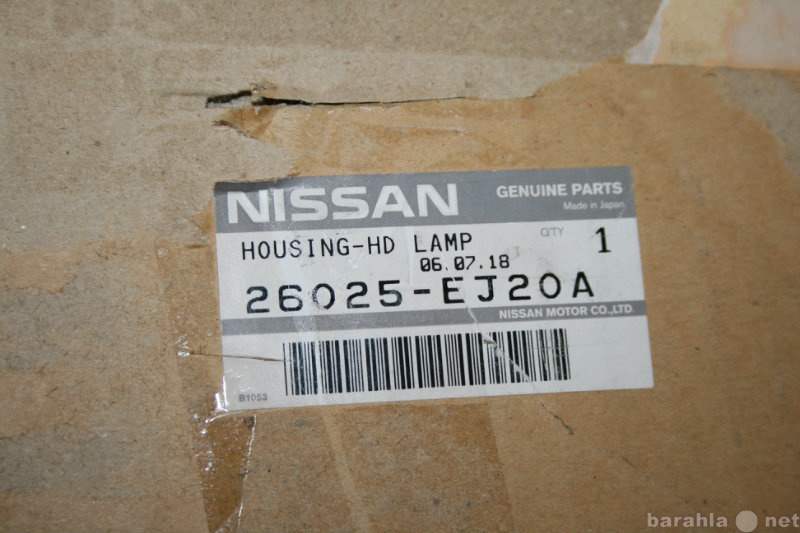 NISSAN GENUINE PARTS
Made in Japan
HOUSING-HD LAMP Q'TY 1
06.07.18
26025-EJ20A
NISSAN MOTOR CO.,LTD.
B1053
barahla net